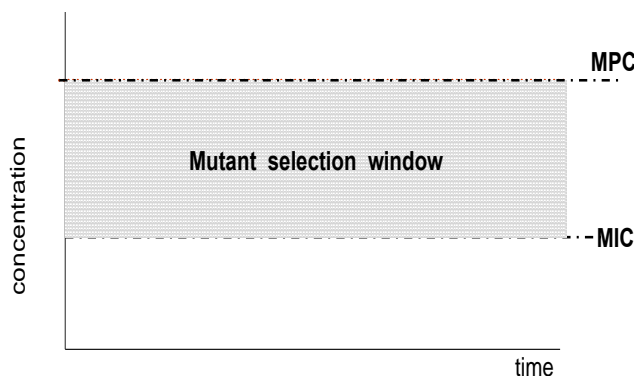 MPC
Mutant selection window
concentration
MIC
time